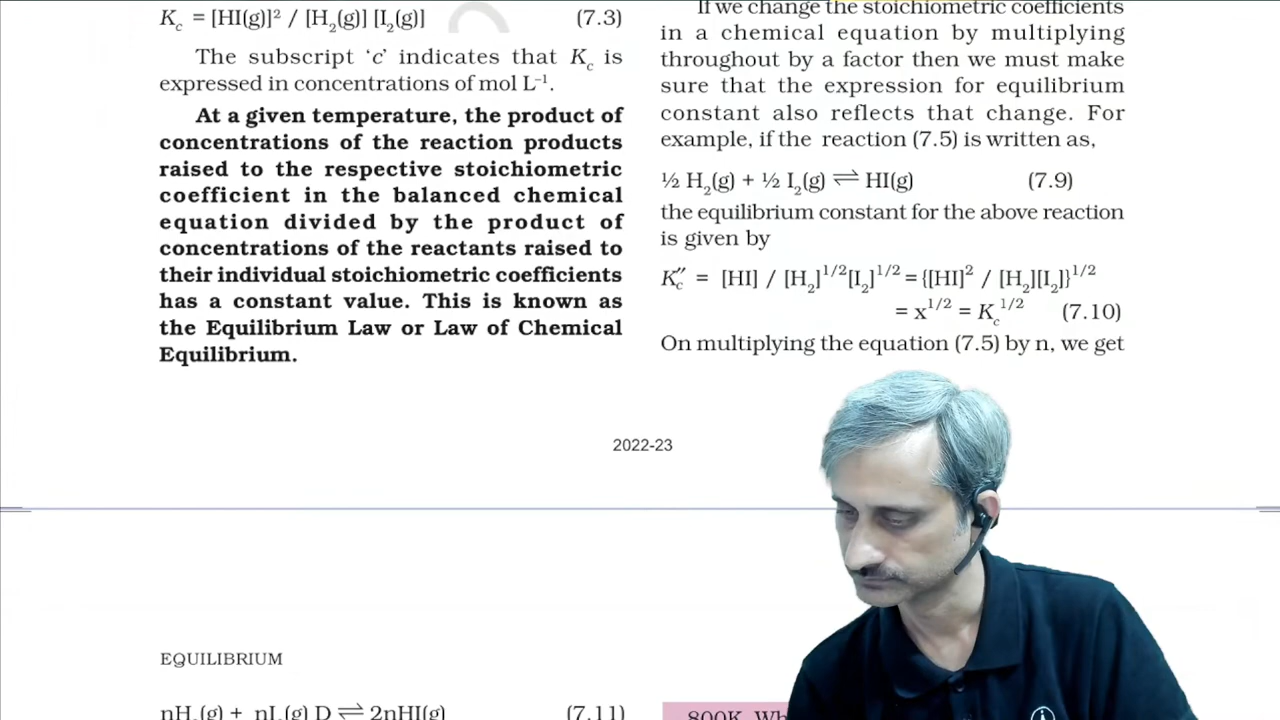 K_c = [HI(g)]² / [H₂(g)] [I₂(g)] (7.3)
The subscript ‘c’ indicates that K_c is
expressed in concentrations of mol L⁻¹.
At a given temperature, the product of
concentrations of the reaction products
raised to the respective stoichiometric
coefficient in the balanced chemical
equation divided by the product of
concentrations of the reactants raised to
their individual stoichiometric coefficients
has a constant value. This is known as
the Equilibrium Law or Law of Chemical
Equilibrium.
If we change the stoichiometric coefficients
in a chemical equation by multiplying
throughout by a factor then we must make
sure that the expression for equilibrium
constant also reflects that change. For
example, if the reaction (7.5) is written as,
½ H₂(g) + ½ I₂(g) ⇌ HI(g) (7.9)
the equilibrium constant for the above reaction
is given by
K″_c = [HI] / [H₂]^1/2[I₂]^1/2 = {[HI]² / [H₂][I₂]}^1/2
= x^1/2 = K_c^1/2 (7.10)
On multiplying the equation (7.5) by n, we get
2022-23
EQUILIBRIUM
nH₂(g) + nI₂(g) D ⇌ 2nHI(g) (7.11)
800K.